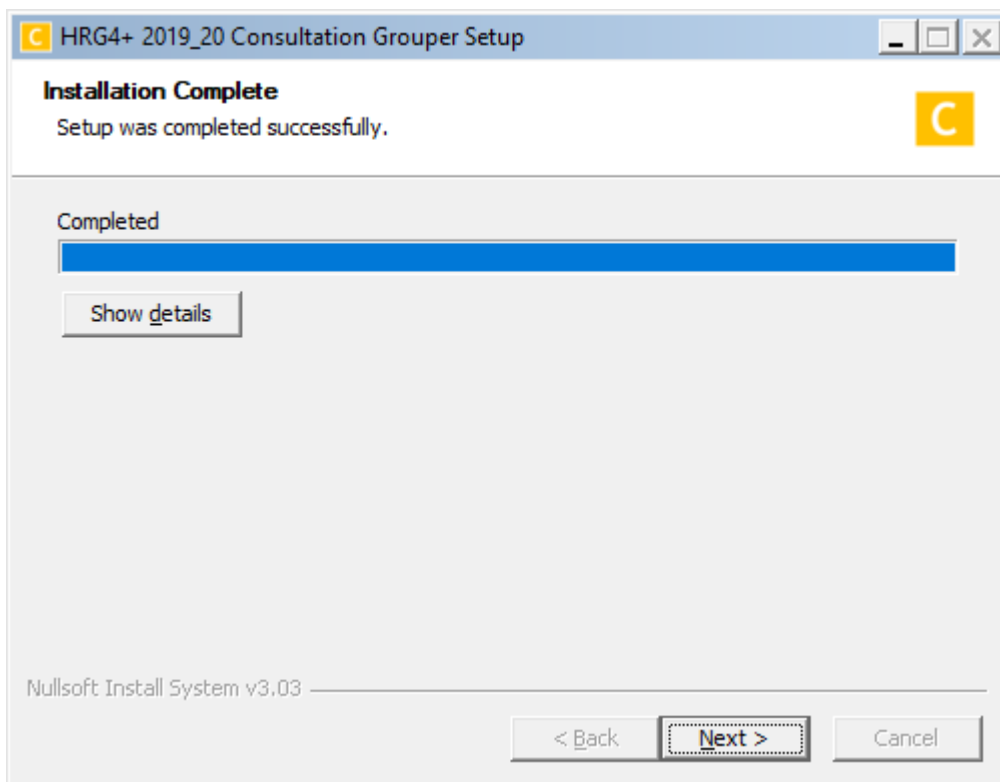 C HRG4+ 2019_20 Consultation Grouper Setup
Installation Complete
Setup was completed successfully.
C
Completed
Show details
Nullsoft Install System v3.03
< Back Next > Cancel